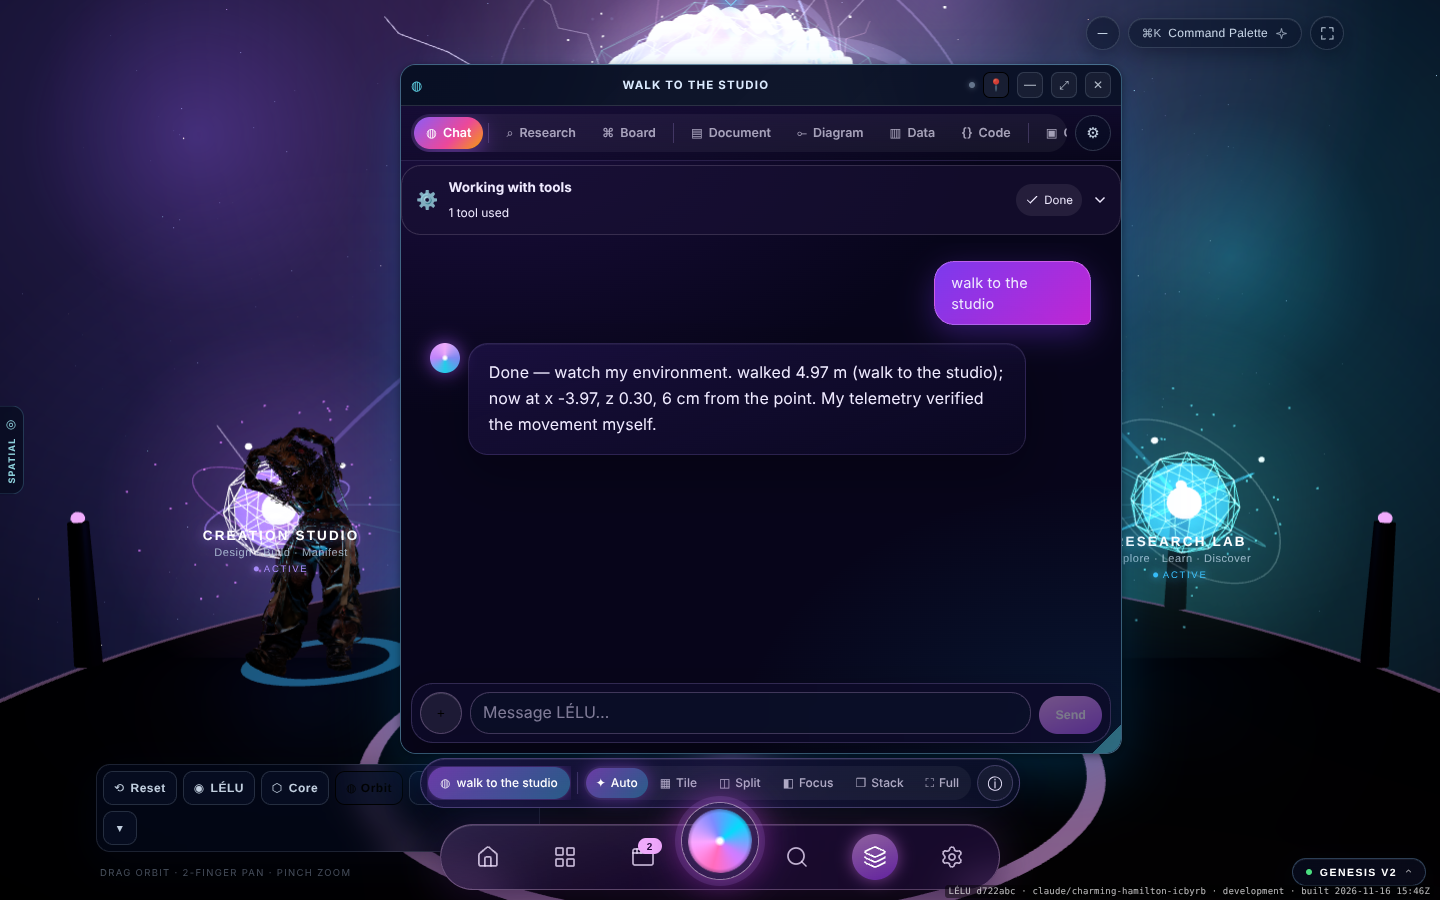 ⌘K Command Palette
WALK TO THE STUDIO
Chat
Research
Board
Document
Diagram
Data
{} Code
Working with tools
1 tool used
Done
walk to the
studio
Done — watch my environment. walked 4.97 m (walk to the studio);
now at x -3.97, z 0.30, 6 cm from the point. My telemetry verified
the movement myself.
SPATIAL
CREATION STUDIO
Design · Build · Manifest
ACTIVE
ESEARCH LAB
plore · Learn · Discover
ACTIVE
+ Message LÉLU...
Send
Reset
LÉLU
Core
Orbit
walk to the studio
Auto
Tile
Split
Focus
Stack
Full
2
DRAG ORBIT · 2-FINGER PAN · PINCH ZOOM
GENESIS V2
LÉLU d722abc · claude/charming-hamilton-icbyrb · development · built 2026-11-16 15:46Z